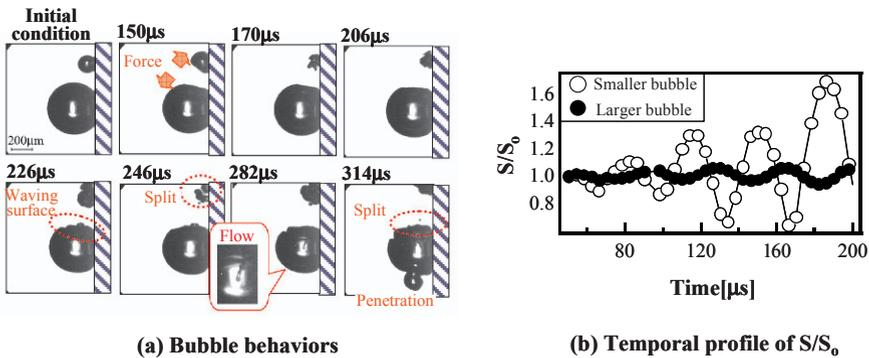 Initial
condition
150μs
170μs
206μs
Force
200μm
226μs
246μs
282μs
314μs
Waving
surface
Split
Flow
Split
Penetration
(a) Bubble behaviors
S/So
1.6
1.4
1.2
1.0
0.8
Smaller bubble
Larger bubble
80
120
160
200
Time[μs]
(b) Temporal profile of S/So